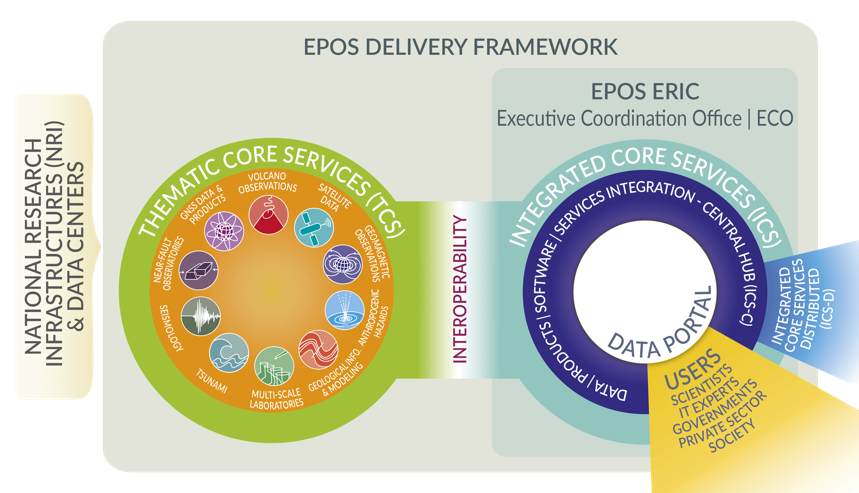 EPOS DELIVERY FRAMEWORK
EPOS ERIC
Executive Coordination Office | ECO
NATIONAL RESEARCH
INFRASTRUCTURES (NRI)
& DATA CENTERS
THEMATIC CORE SERVICES (TCS)
VOLCANO
OBSERVATIONS
SATELLITE
DATA
GEOMAGNETIC
OBSERVATIONS
ANTHROPOGENIC
HAZARDS
GEOLOGICAL INFO.
& MODELING
MULTI-SCALE
LABORATORIES
TSUNAMI
SEISMOLOGY
NEAR-FAULT
OBSERVATORIES
GNSS DATA &
PRODUCTS
INTEROPERABILITY
INTEGRATED CORE SERVICES (ICS)
DATA | PRODUCTS | SOFTWARE | SERVICES INTEGRATION - CENTRAL HUB (ICS-C)
DATA PORTAL
INTEGRATED
CORE SERVICES
DISTRIBUTED
(ICS-D)
USERS
SCIENTISTS
IT EXPERTS
GOVERNMENTS
PRIVATE SECTOR
SOCIETY